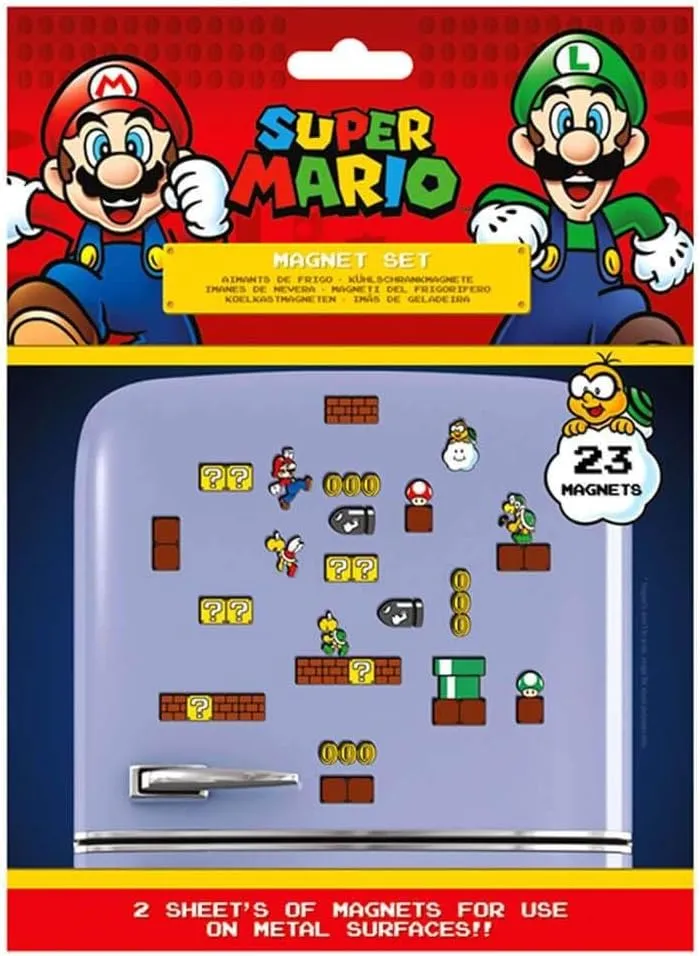 M
L
SUPER
MARIO
MAGNET SET
AIMANTS DE FRIGO · KÜHLSCHRANKMAGNETE
IMANES DE NEVERA · MAGNETI DEL FRIGORIFERO
KOELKASTMAGNETEN · IMÃS DE GELADEIRA
23
MAGNETS
? ?
? ?
? ?
?
?
2 SHEET'S OF MAGNETS FOR USE
ON METAL SURFACES!!